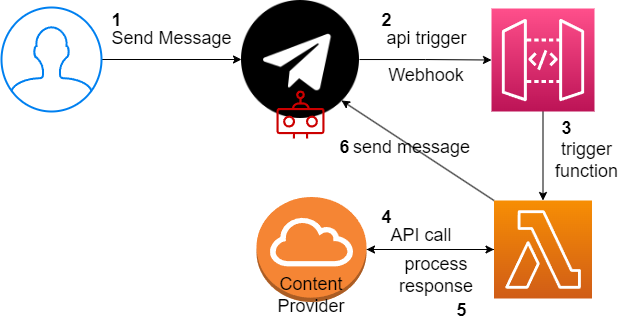 1
Send Message
2
api trigger
Webhook
3
trigger
function
6 send message
4
API call
process
response
5
Content
Provider